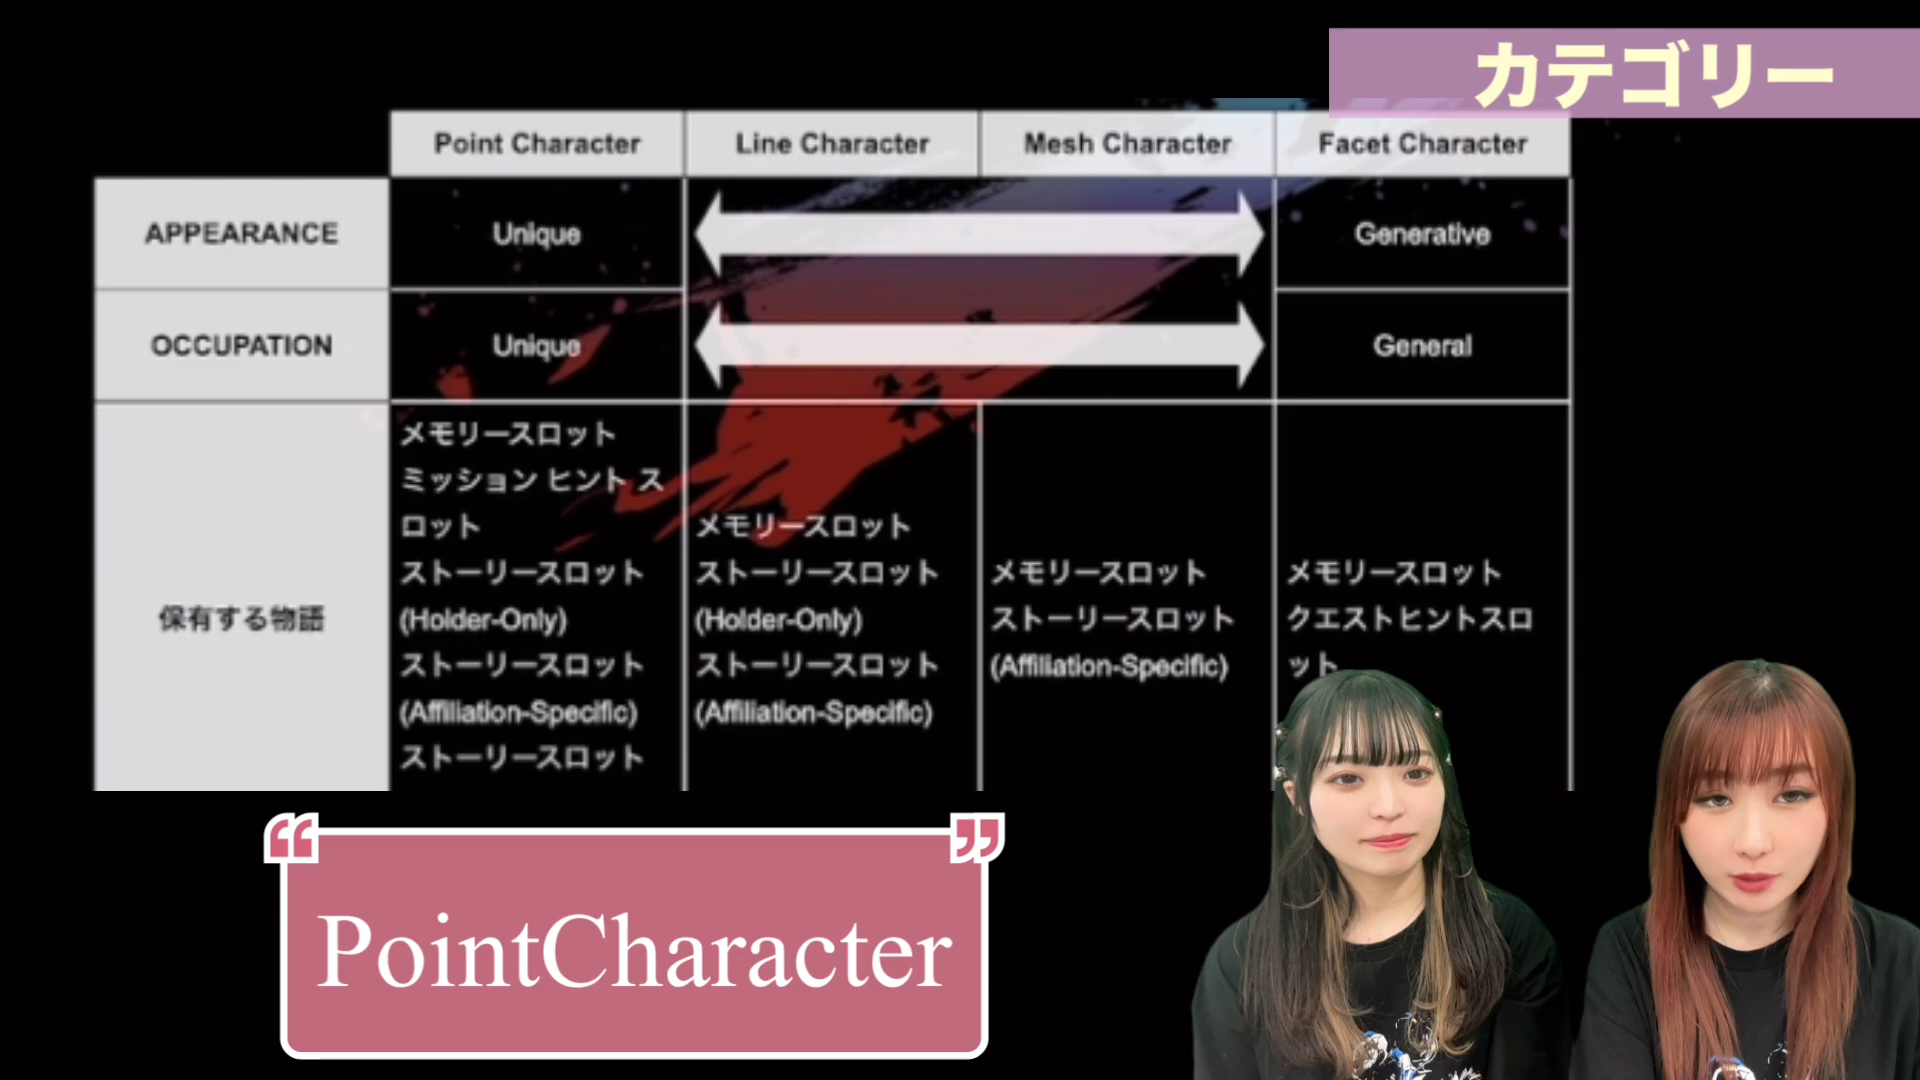 カテゴリー
Point Character
Line Character
Mesh Character
Facet Character
APPEARANCE
Unique
Generative
OCCUPATION
Unique
General
保有する物語
メモリースロット
ミッション ヒント ス
ロット
ストーリースロット
(Holder-Only)
ストーリースロット
(Affiliation-Specific)
ストーリースロット
メモリースロット
ストーリースロット
(Holder-Only)
ストーリースロット
(Affiliation-Specific)
メモリースロット
ストーリースロット
(Affiliation-Specific)
メモリースロット
クエストヒントスロ
ット
“PointCharacter”